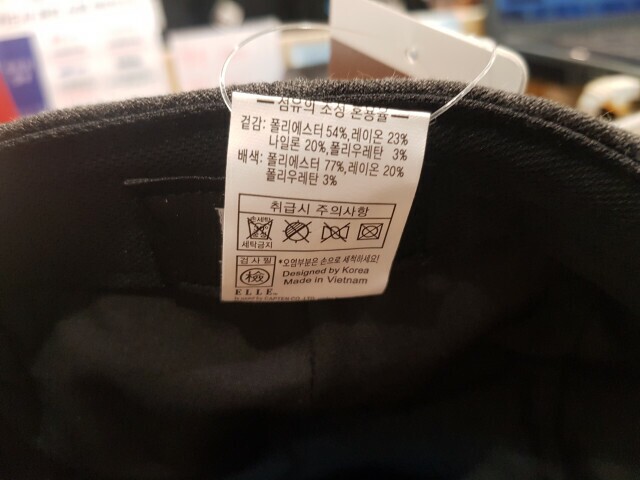 섬유의 조성 혼용율
겉감: 폴리에스터 54%, 레이온 23%
나일론 20%, 폴리우레탄 3%
배색: 폴리에스터 77%, 레이온 20%
폴리우레탄 3%
취급시 주의사항
손세탁
세탁금지
검사필
檢
*오염부분은 손으로 세척하세요!
Designed by Korea
Made in Vietnam
ELLE